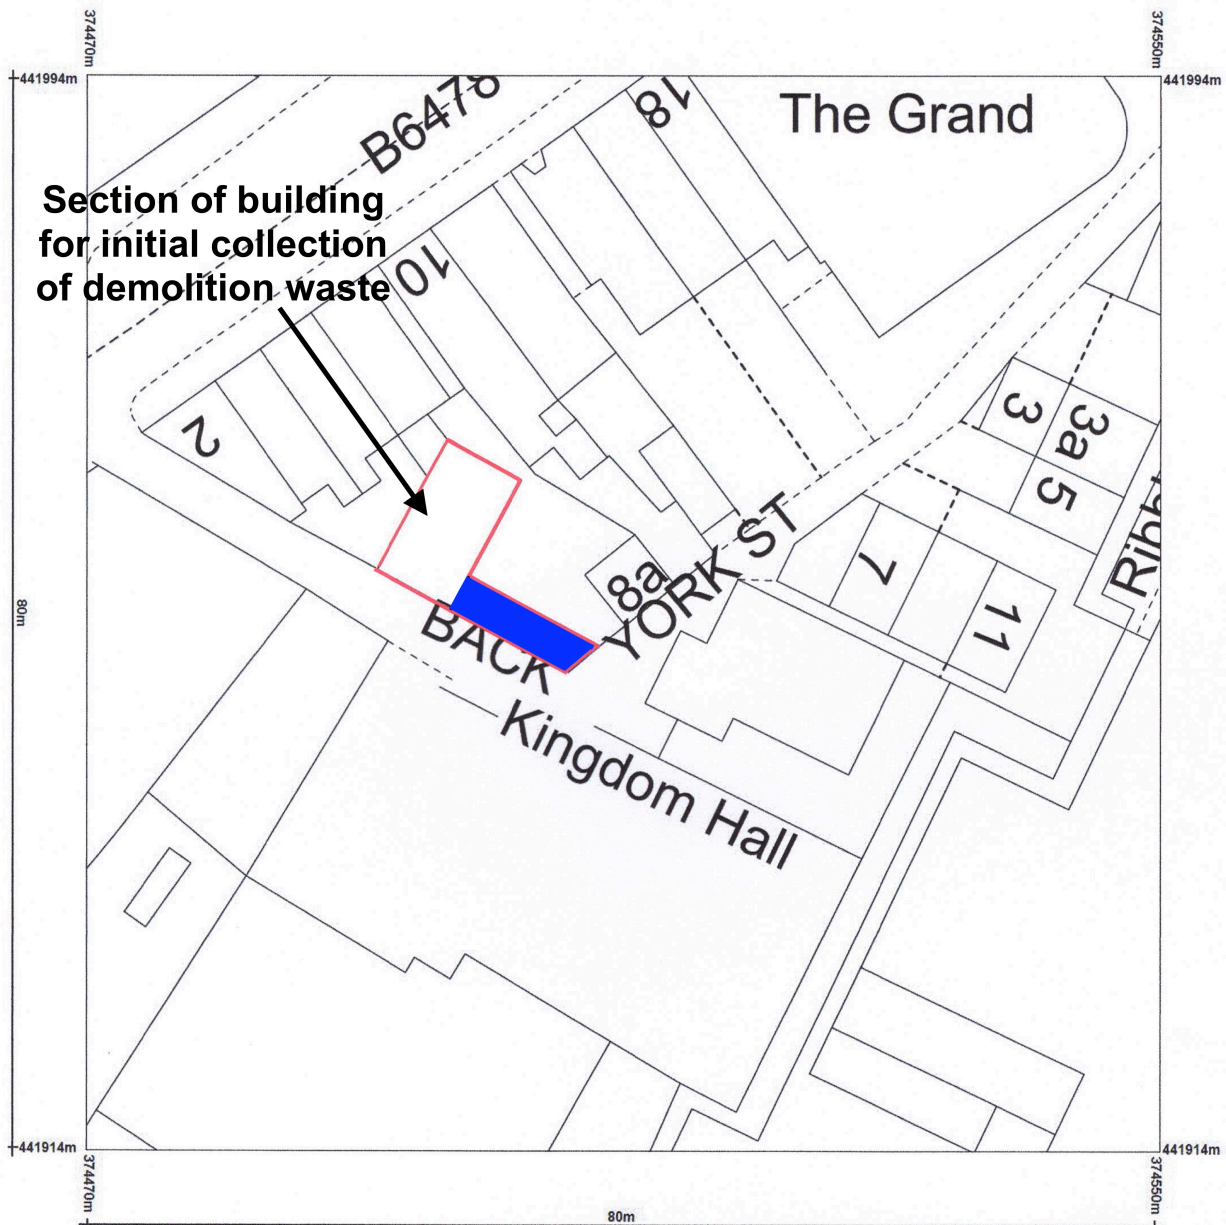 374470m
374550m
441994m
441994m
B6478
18
The Grand
Section of building
for initial collection
of demolition waste
10
2
3
3a
5
Ribb
7
11
8a
BACK YORK ST
80m
Kingdom Hall
441914m
441914m
374470m
374550m
80m